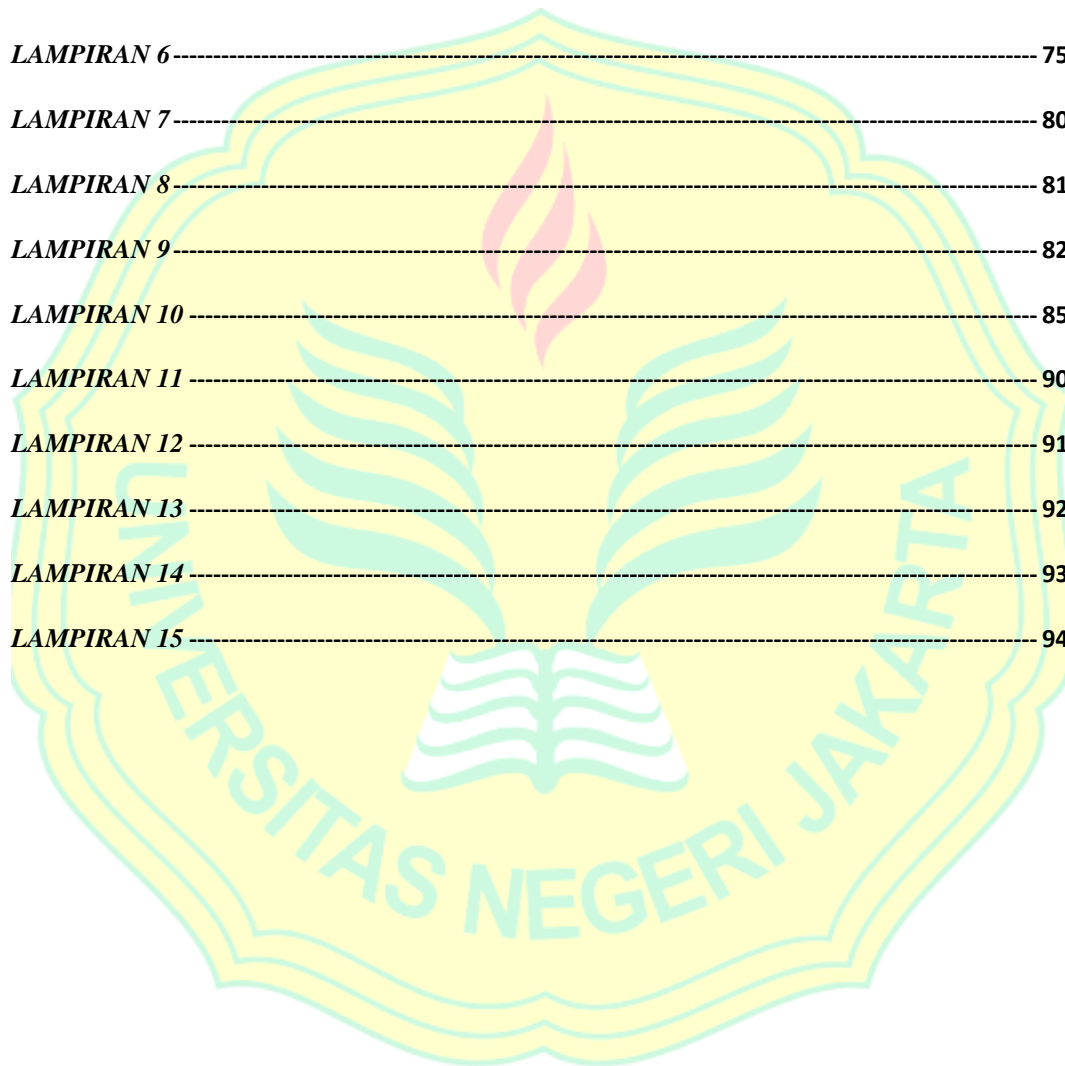 LAMPIRAN 6 ---------------------------------------------------------------- 75
LAMPIRAN 7 ---------------------------------------------------------------- 80
LAMPIRAN 8 ---------------------------------------------------------------- 81
LAMPIRAN 9 ---------------------------------------------------------------- 82
LAMPIRAN 10 ---------------------------------------------------------------- 85
LAMPIRAN 11 ---------------------------------------------------------------- 90
LAMPIRAN 12 ---------------------------------------------------------------- 91
LAMPIRAN 13 ---------------------------------------------------------------- 92
LAMPIRAN 14 ---------------------------------------------------------------- 93
LAMPIRAN 15 ---------------------------------------------------------------- 94
UNIVERSITAS NEGERI JAKARTA